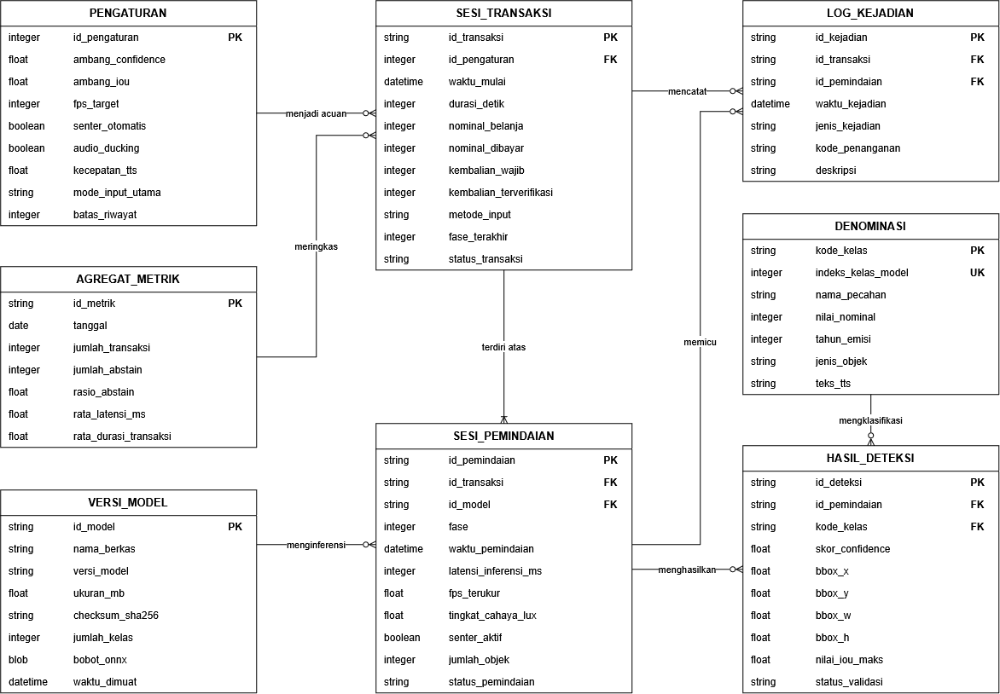 PENGATURAN
integer id_pengaturan PK
float ambang_confidence
float ambang_iou
integer fps_target
boolean senter_otomatis
boolean audio_ducking
float kecepatan_tts
string mode_input_utama
integer batas_riwayat
menjadi acuan
SESI_TRANSAKSI
string id_transaksi PK
integer id_pengaturan FK
datetime waktu_mulai
integer durasi_detik
integer nominal_belanja
integer nominal_dibayar
integer kembalian_wajib
integer kembalian_terverifikasi
string metode_input
integer fase_terakhir
string status_transaksi
mencatat
LOG_KEJADIAN
string id_kejadian PK
string id_transaksi FK
string id_pemindaian FK
datetime waktu_kejadian
string jenis_kejadian
string kode_penanganan
string deskripsi
meringkas
AGREGAT_METRIK
string id_metrik PK
date tanggal
integer jumlah_transaksi
integer jumlah_abstain
float rasio_abstain
float rata_latensi_ms
float rata_durasi_transaksi
terdiri atas
memicu
DENOMINASI
string kode_kelas PK
integer indeks_kelas_model UK
string nama_pecahan
integer nilai_nominal
integer tahun_emisi
string jenis_objek
string teks_tts
mengklasifikasi
VERSI_MODEL
string id_model PK
string nama_berkas
string versi_model
float ukuran_mb
string checksum_sha256
integer jumlah_kelas
blob bobot_onnx
datetime waktu_dimuat
menginferensi
SESI_PEMINDAIAN
string id_pemindaian PK
string id_transaksi FK
string id_model FK
integer fase
datetime waktu_pemindaian
integer latensi_inferensi_ms
float fps_terukur
float tingkat_cahaya_lux
boolean senter_aktif
integer jumlah_objek
string status_pemindaian
menghasilkan
HASIL_DETEKSI
string id_deteksi PK
string id_pemindaian FK
string kode_kelas FK
float skor_confidence
float bbox_x
float bbox_y
float bbox_w
float bbox_h
float nilai_iou_maks
string status_validasi